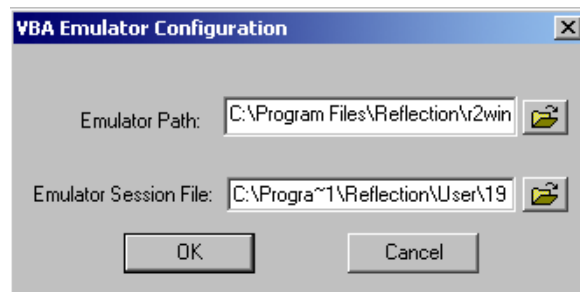 VBA Emulator Configuration
Emulator Path: C:\Program Files\Reflection\r2win
Emulator Session File: C:\Progra~1\Reflection\User\19
OK Cancel